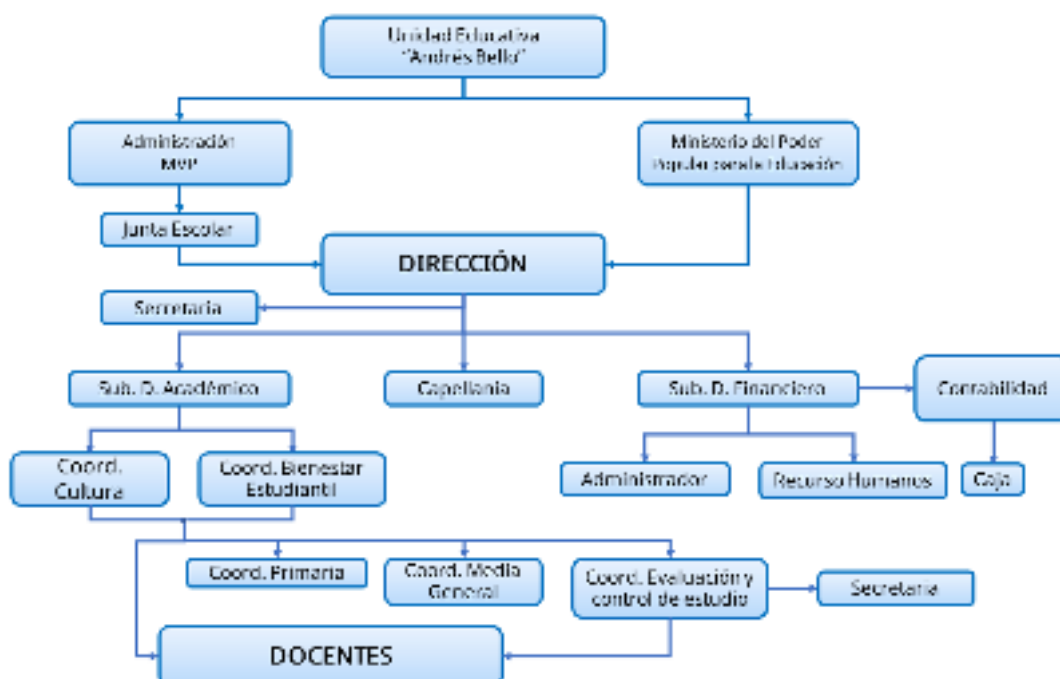 Unidad Educativa
"Andrés Bello"
Administración
MVP
Ministerio del Poder
Popular para la Educación
Junta Escolar
DIRECCIÓN
Secretaria
Sub. D. Académico
Capellanía
Sub. D. Financiero
Contabilidad
Coord.
Cultura
Coord. Bienestar
Estudiantil
Administrador
Recurso Humanos
Caja
Coord. Primaria
Coord. Media
General
Coord. Evaluación y
control de estudio
Secretaria
DOCENTES